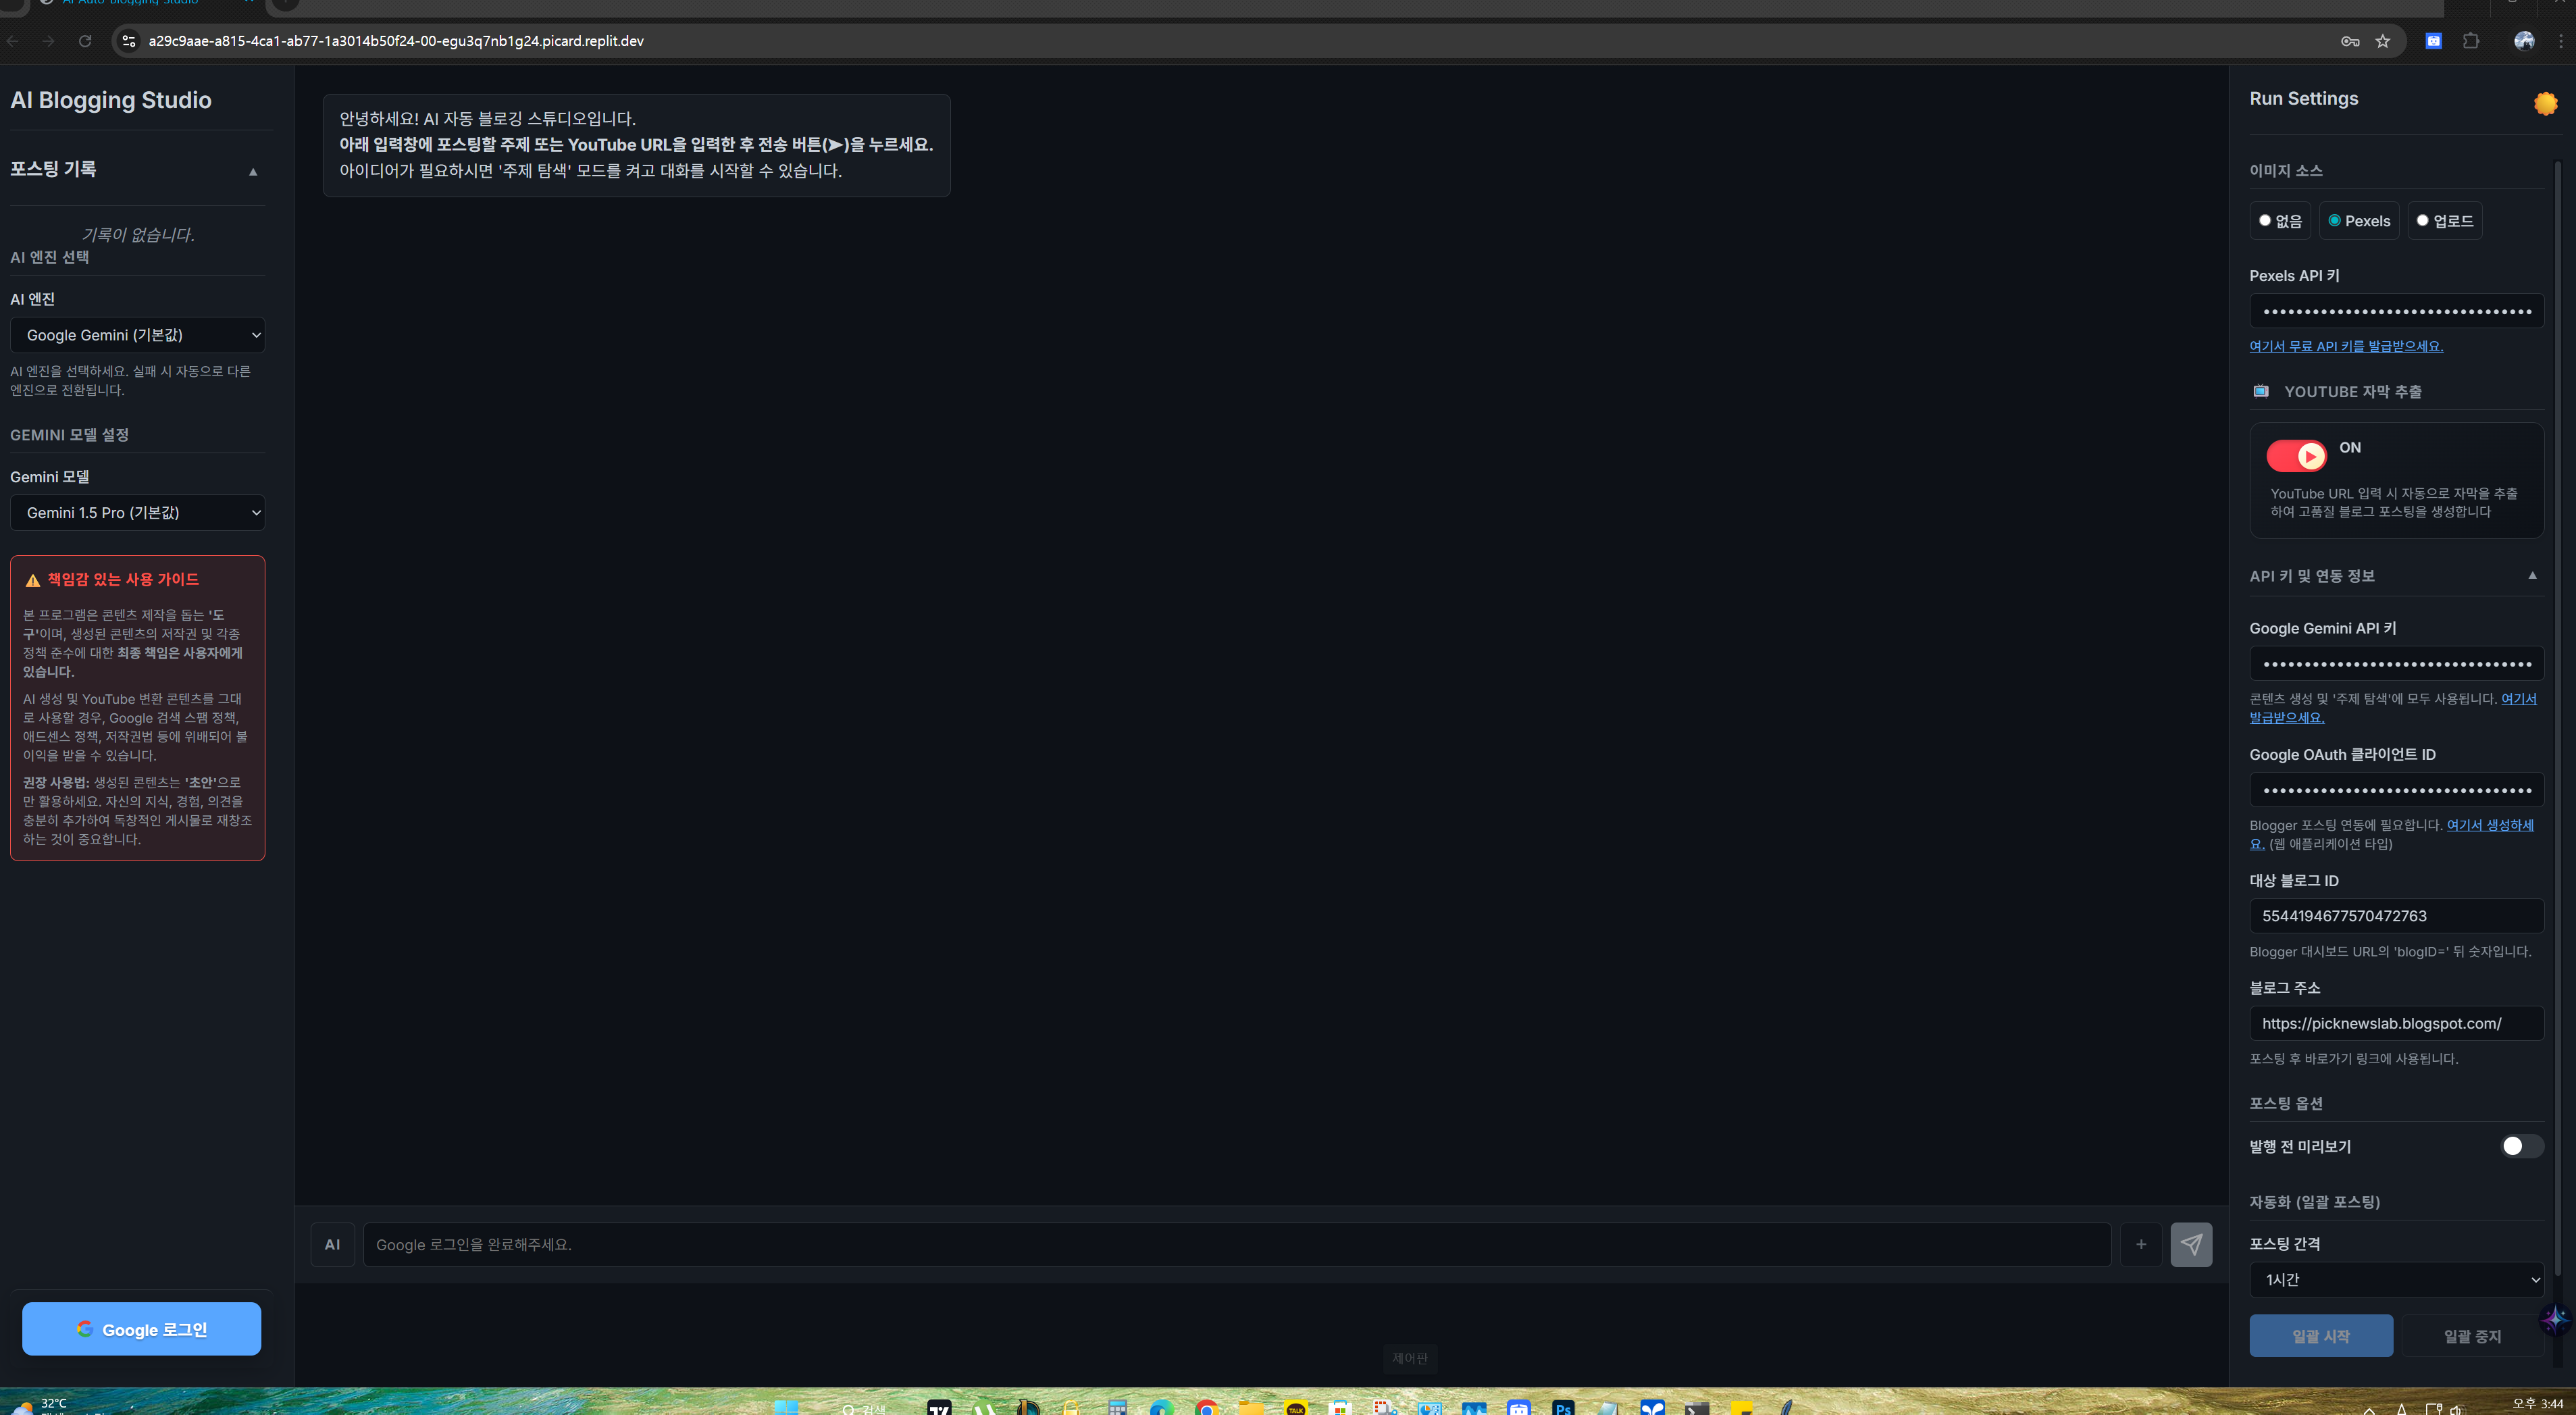 AI Auto-Blogging Studio
a29c9aae-a815-4ca1-ab77-1a3014b50f24-00-egu3q7nb1g24.picard.replit.dev
AI Blogging Studio
포스팅 기록
▲
기록이 없습니다.
AI 엔진 선택
AI 엔진
Google Gemini (기본값)
AI 엔진을 선택하세요. 실패 시 자동으로 다른
엔진으로 전환됩니다.
GEMINI 모델 설정
Gemini 모델
Gemini 1.5 Pro (기본값)
⚠️ 책임감 있는 사용 가이드
본 프로그램은 콘텐츠 제작을 돕는 '도
구'이며, 생성된 콘텐츠의 저작권 및 각종
정책 준수에 대한 최종 책임은 사용자에게
있습니다.
AI 생성 및 YouTube 변환 콘텐츠를 그대
로 사용할 경우, Google 검색 스팸 정책,
애드센스 정책, 저작권법 등에 위배되어 불
이익을 받을 수 있습니다.
권장 사용법: 생성된 콘텐츠는 '초안'으로
만 활용하세요. 자신의 지식, 경험, 의견을
충분히 추가하여 독창적인 게시물로 재창조
하는 것이 중요합니다.
Google 로그인
안녕하세요! AI 자동 블로깅 스튜디오입니다.
아래 입력창에 포스팅할 주제 또는 YouTube URL을 입력한 후 전송 버튼(➤)을 누르세요.
아이디어가 필요하시면 '주제 탐색' 모드를 켜고 대화를 시작할 수 있습니다.
AI
Google 로그인을 완료해주세요.
+
제어판
Run Settings
이미지 소스
없음
Pexels
업로드
Pexels API 키
여기서 무료 API 키를 발급받으세요.
YOUTUBE 자막 추출
ON
YouTube URL 입력 시 자동으로 자막을 추출
하여 고품질 블로그 포스팅을 생성합니다
API 키 및 연동 정보
▲
Google Gemini API 키
콘텐츠 생성 및 '주제 탐색'에 모두 사용됩니다. 여기서
발급받으세요.
Google OAuth 클라이언트 ID
Blogger 포스팅 연동에 필요합니다. 여기서 생성하세
요. (웹 애플리케이션 타입)
대상 블로그 ID
5544194677570472763
Blogger 대시보드 URL의 'blogID=' 뒤 숫자입니다.
블로그 주소
https://picknewslab.blogspot.com/
포스팅 후 바로가기 링크에 사용됩니다.
포스팅 옵션
발행 전 미리보기
자동화 (일괄 포스팅)
포스팅 간격
1시간
일괄 시작
일괄 중지
32°C
검색
TALK
Ps
오후 3:44